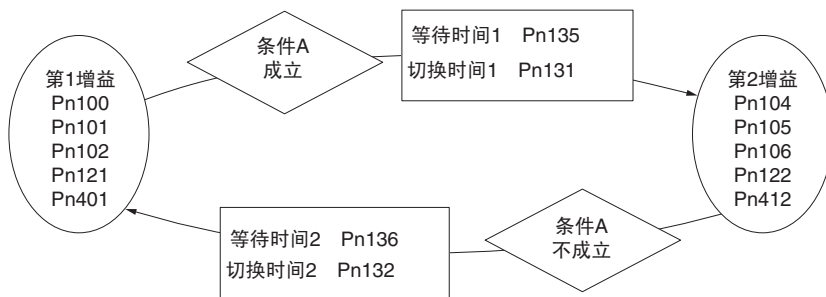 条件A
成立
等待时间1 Pn135
切换时间1 Pn131
第1增益
Pn100
Pn101
Pn102
Pn121
Pn401
第2增益
Pn104
Pn105
Pn106
Pn122
Pn412
等待时间2 Pn136
切换时间2 Pn132
条件A
不成立